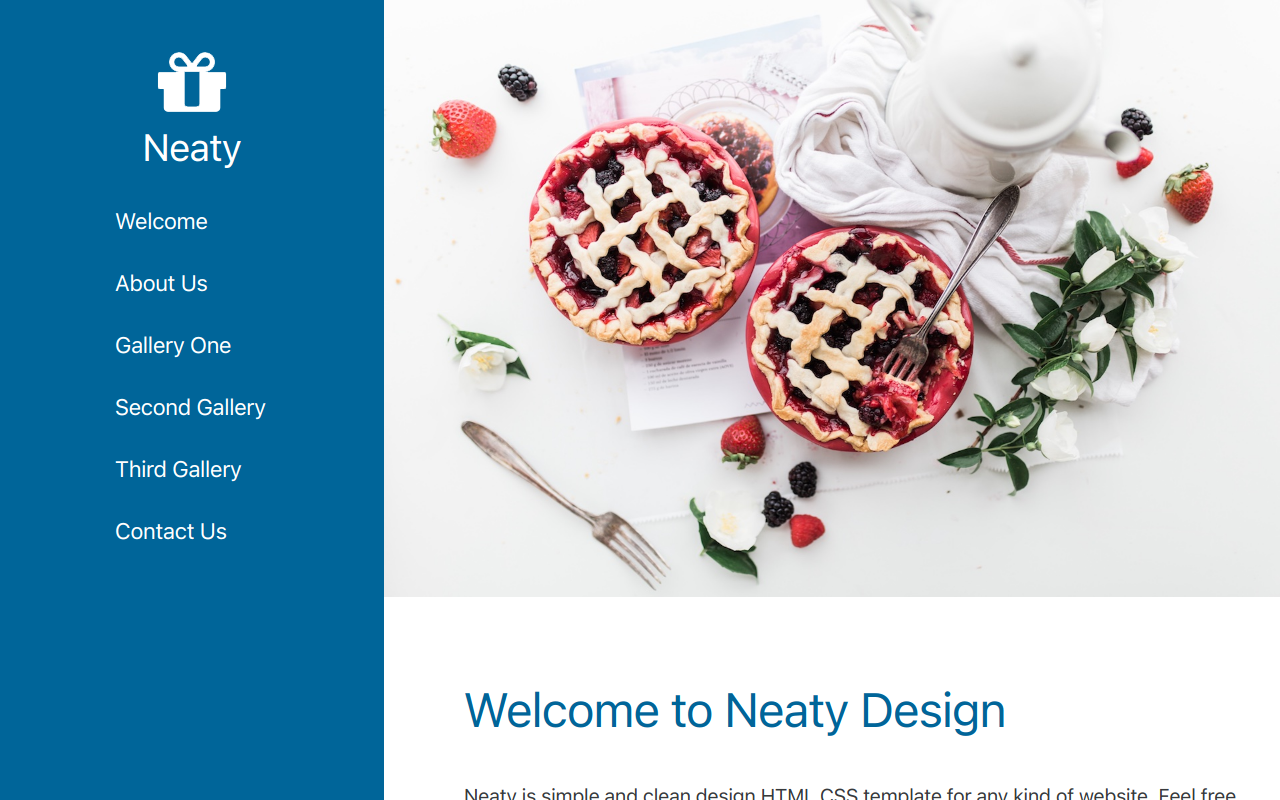 Neaty
Welcome
About Us
Gallery One
Second Gallery
Third Gallery
Contact Us
Welcome to Neaty Design
Neaty is simple and clean design HTML CSS template for any kind of website. Feel free